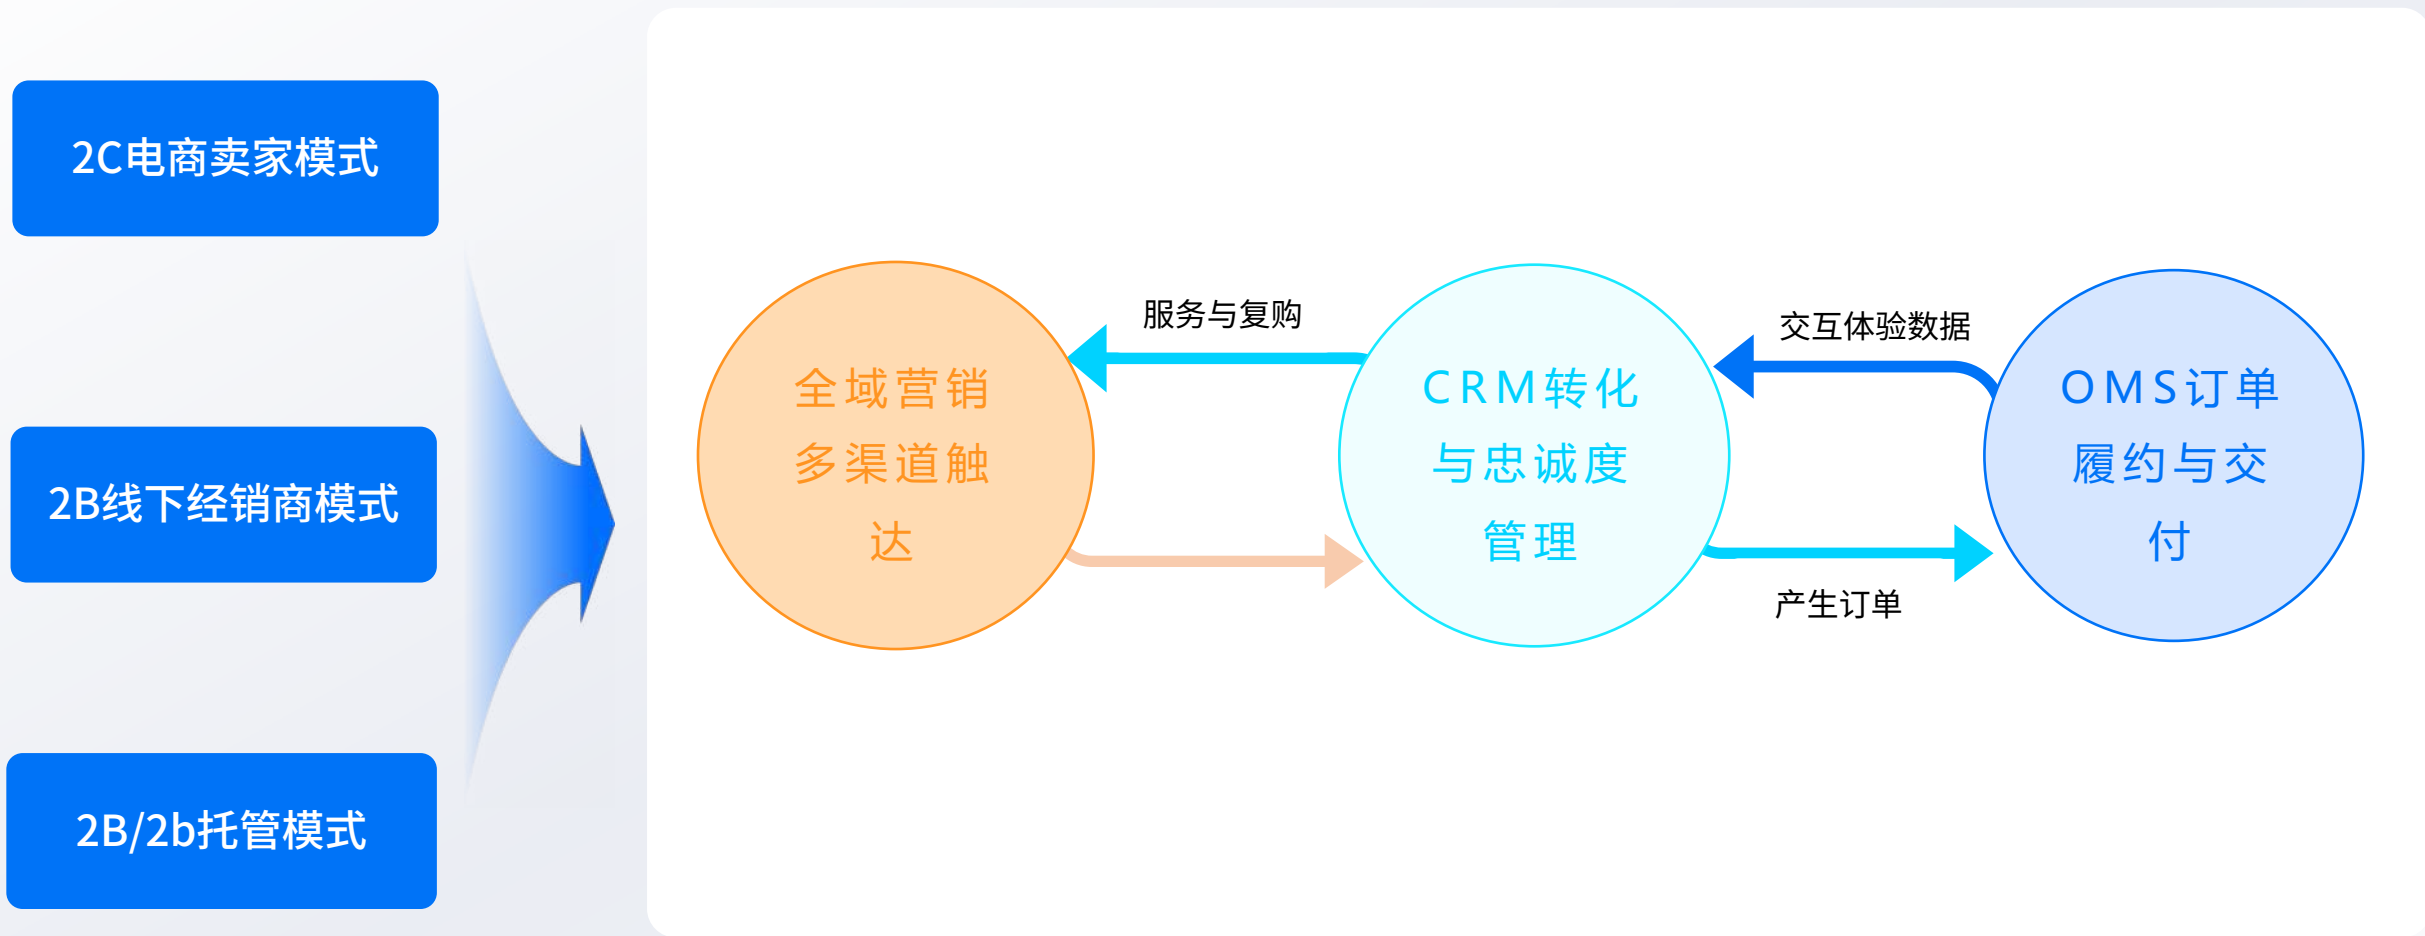 2C电商卖家模式
2B线下经销商模式
2B/2b托管模式
全域营销
多渠道触
达
服务与复购
CRM转化
与忠诚度
管理
交互体验数据
产生订单
OMS订单
履约与交
付